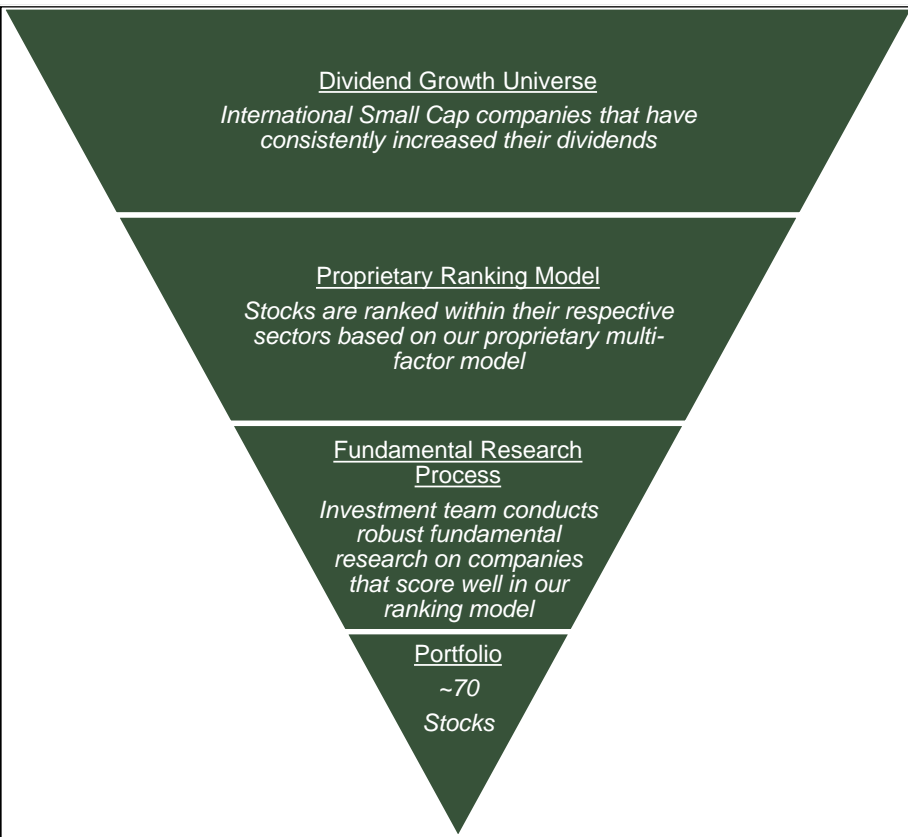 Dividend Growth Universe
International Small Cap companies that have
consistently increased their dividends
Proprietary Ranking Model
Stocks are ranked within their respective
sectors based on our proprietary multi-
factor model
Fundamental Research
Process
Investment team conducts
robust fundamental
research on companies
that score well in our
ranking model
Portfolio
~70
Stocks